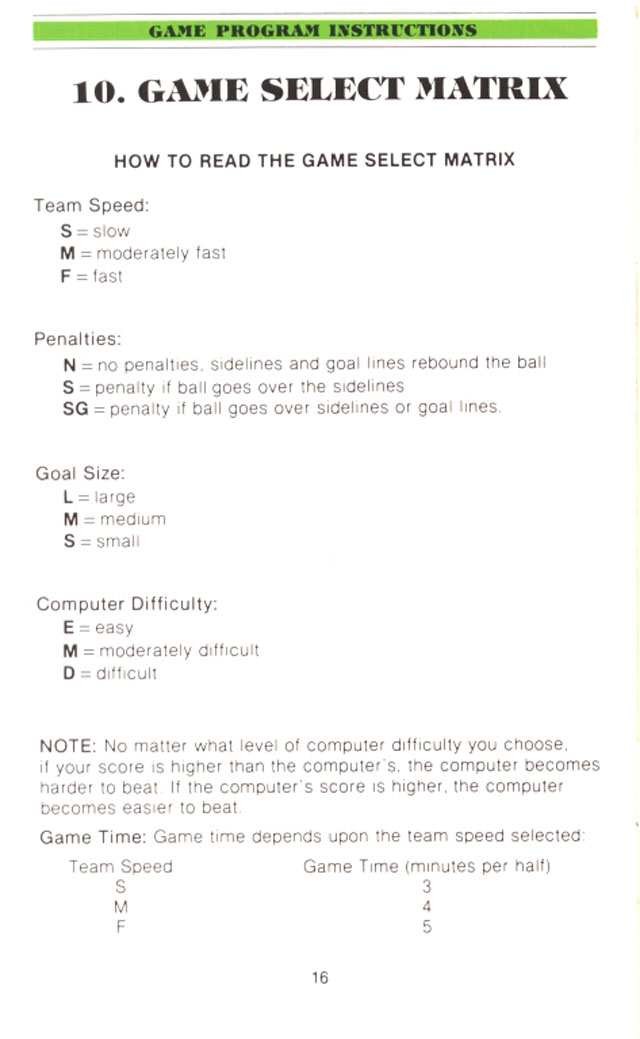 GAME PROGRAM INSTRUCTIONS
10. GAME SELECT MATRIX
HOW TO READ THE GAME SELECT MATRIX
Team Speed:
S = slow
M = moderately fast
F = fast
Penalties:
N = no penalties, sidelines and goal lines rebound the ball
S = penalty if ball goes over the sidelines
SG = penalty if ball goes over sidelines or goal lines.
Goal Size:
L = large
M = medium
S = small
Computer Difficulty:
E = easy
M = moderately difficult
D = difficult
NOTE: No matter what level of computer difficulty you choose,
if your score is higher than the computer's, the computer becomes
harder to beat. If the computer's score is higher, the computer
becomes easier to beat.
Game Time: Game time depends upon the team speed selected:
Team Speed Game Time (minutes per half)
S 3
M 4
F 5
16